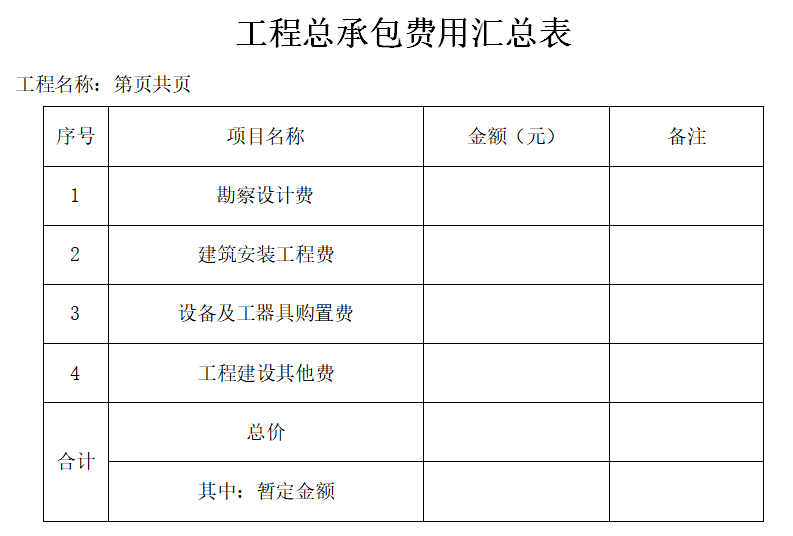 工程总承包费用汇总表
工程名称：第页共页
序号 项目名称 金额（元） 备注
1 勘察设计费
2 建筑安装工程费
3 设备及工器具购置费
4 工程建设其他费
合计 总价
其中：暂定金额